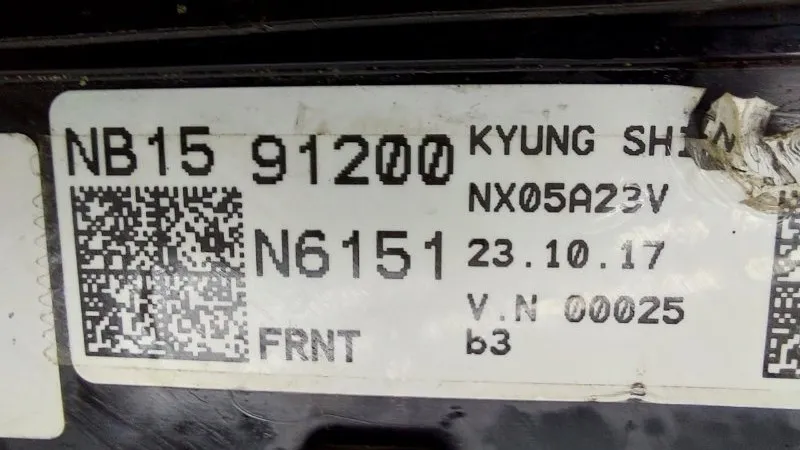 NB15 91200 KYUNG SHIN
NX05A23V
N6151 23.10.17
V.N 00025
FRNT b3